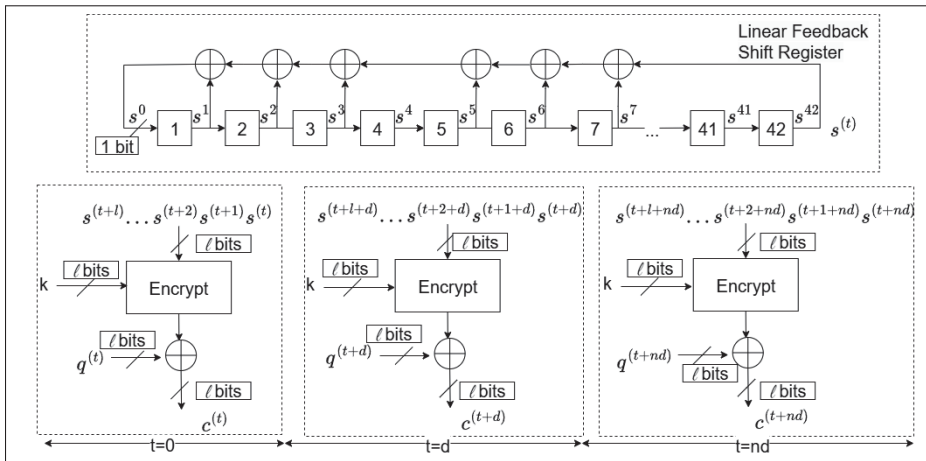 Linear Feedback
Shift Register
s^0 s^1 s^2 s^3 s^4 s^5 s^6 s^7 s^41 s^42
1 2 3 4 5 6 7 ... 41 42 s^(t)
1 bit
s^(t+l)...s^(t+2)s^(t+1)s^(t)
ℓ bits
k ℓ bits
Encrypt
ℓ bits
q^(t)
ℓ bits
c^(t)
t=0
s^(t+l+d)...s^(t+2+d)s^(t+1+d)s^(t+d)
ℓ bits
k ℓ bits
Encrypt
ℓ bits
q^(t+d)
ℓ bits
c^(t+d)
t=d
s^(t+l+nd)...s^(t+2+nd)s^(t+1+nd)s^(t+nd)
ℓ bits
k ℓ bits
Encrypt
q^(t+nd)
ℓ bits
ℓ bits
c^(t+nd)
t=nd